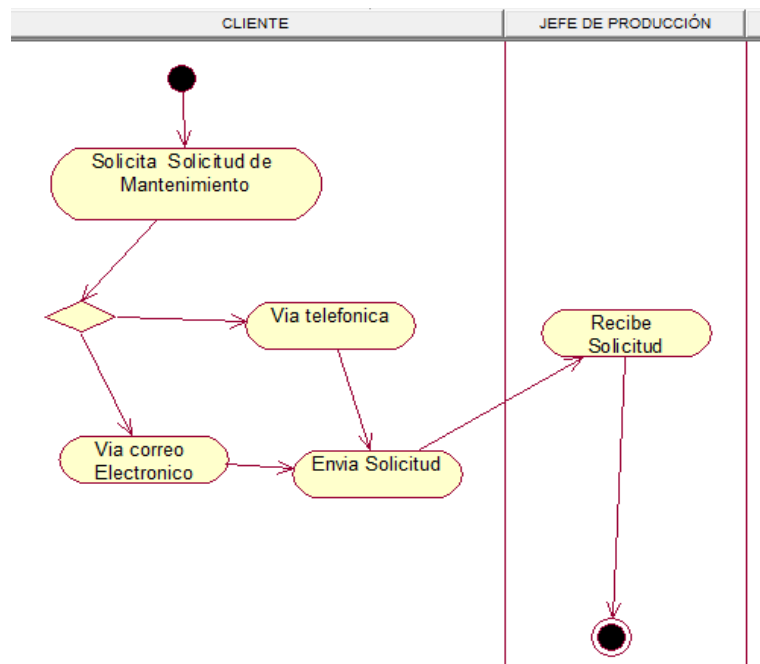 CLIENTE
JEFE DE PRODUCCIÓN
Solicita Solicitud de
Mantenimiento
Via telefonica
Recibe
Solicitud
Via correo
Electronico
Envia Solicitud